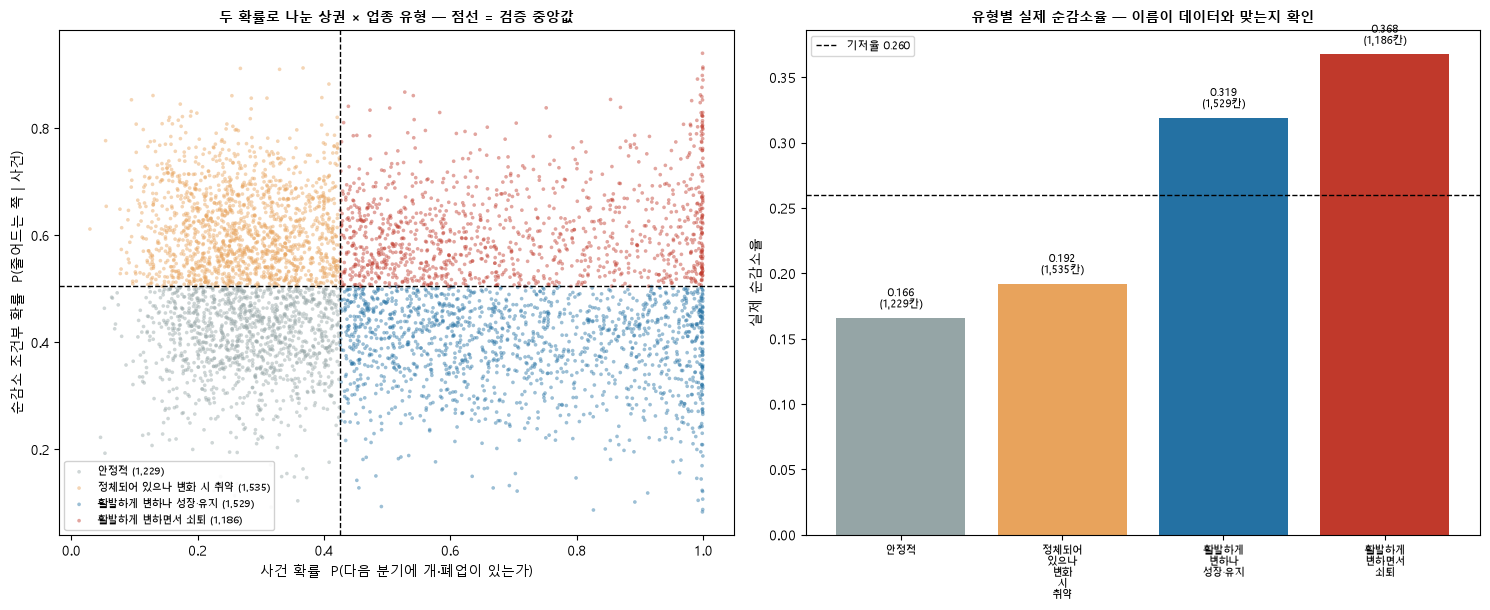 두 확률로 나눈 상권 × 업종 유형 — 점선 = 검증 중앙값
순감소 조건부 확률 P(줄어드는 쪽 | 사건)
0.8
0.6
0.4
0.2
안정적 (1,229)
정체되어 있으나 변화 시 취약 (1,535)
활발하게 변하나 성장·유지 (1,529)
활발하게 변하면서 쇠퇴 (1,186)
0.0 0.2 0.4 0.6 0.8 1.0
사건 확률 P(다음 분기에 개·폐업이 있는가)
유형별 실제 순감소율 — 이름이 데이터와 맞는지 확인
기저율 0.260
실제 순감소율
0.35
0.30
0.25
0.20
0.15
0.10
0.05
0.00
0.166
(1,229칸)
0.192
(1,535칸)
0.319
(1,529칸)
0.368
(1,186칸)
안정적
정체되어
있으나
변화
시
취약
활발하게
변하나
성장·유지
활발하게
변하면서
쇠퇴